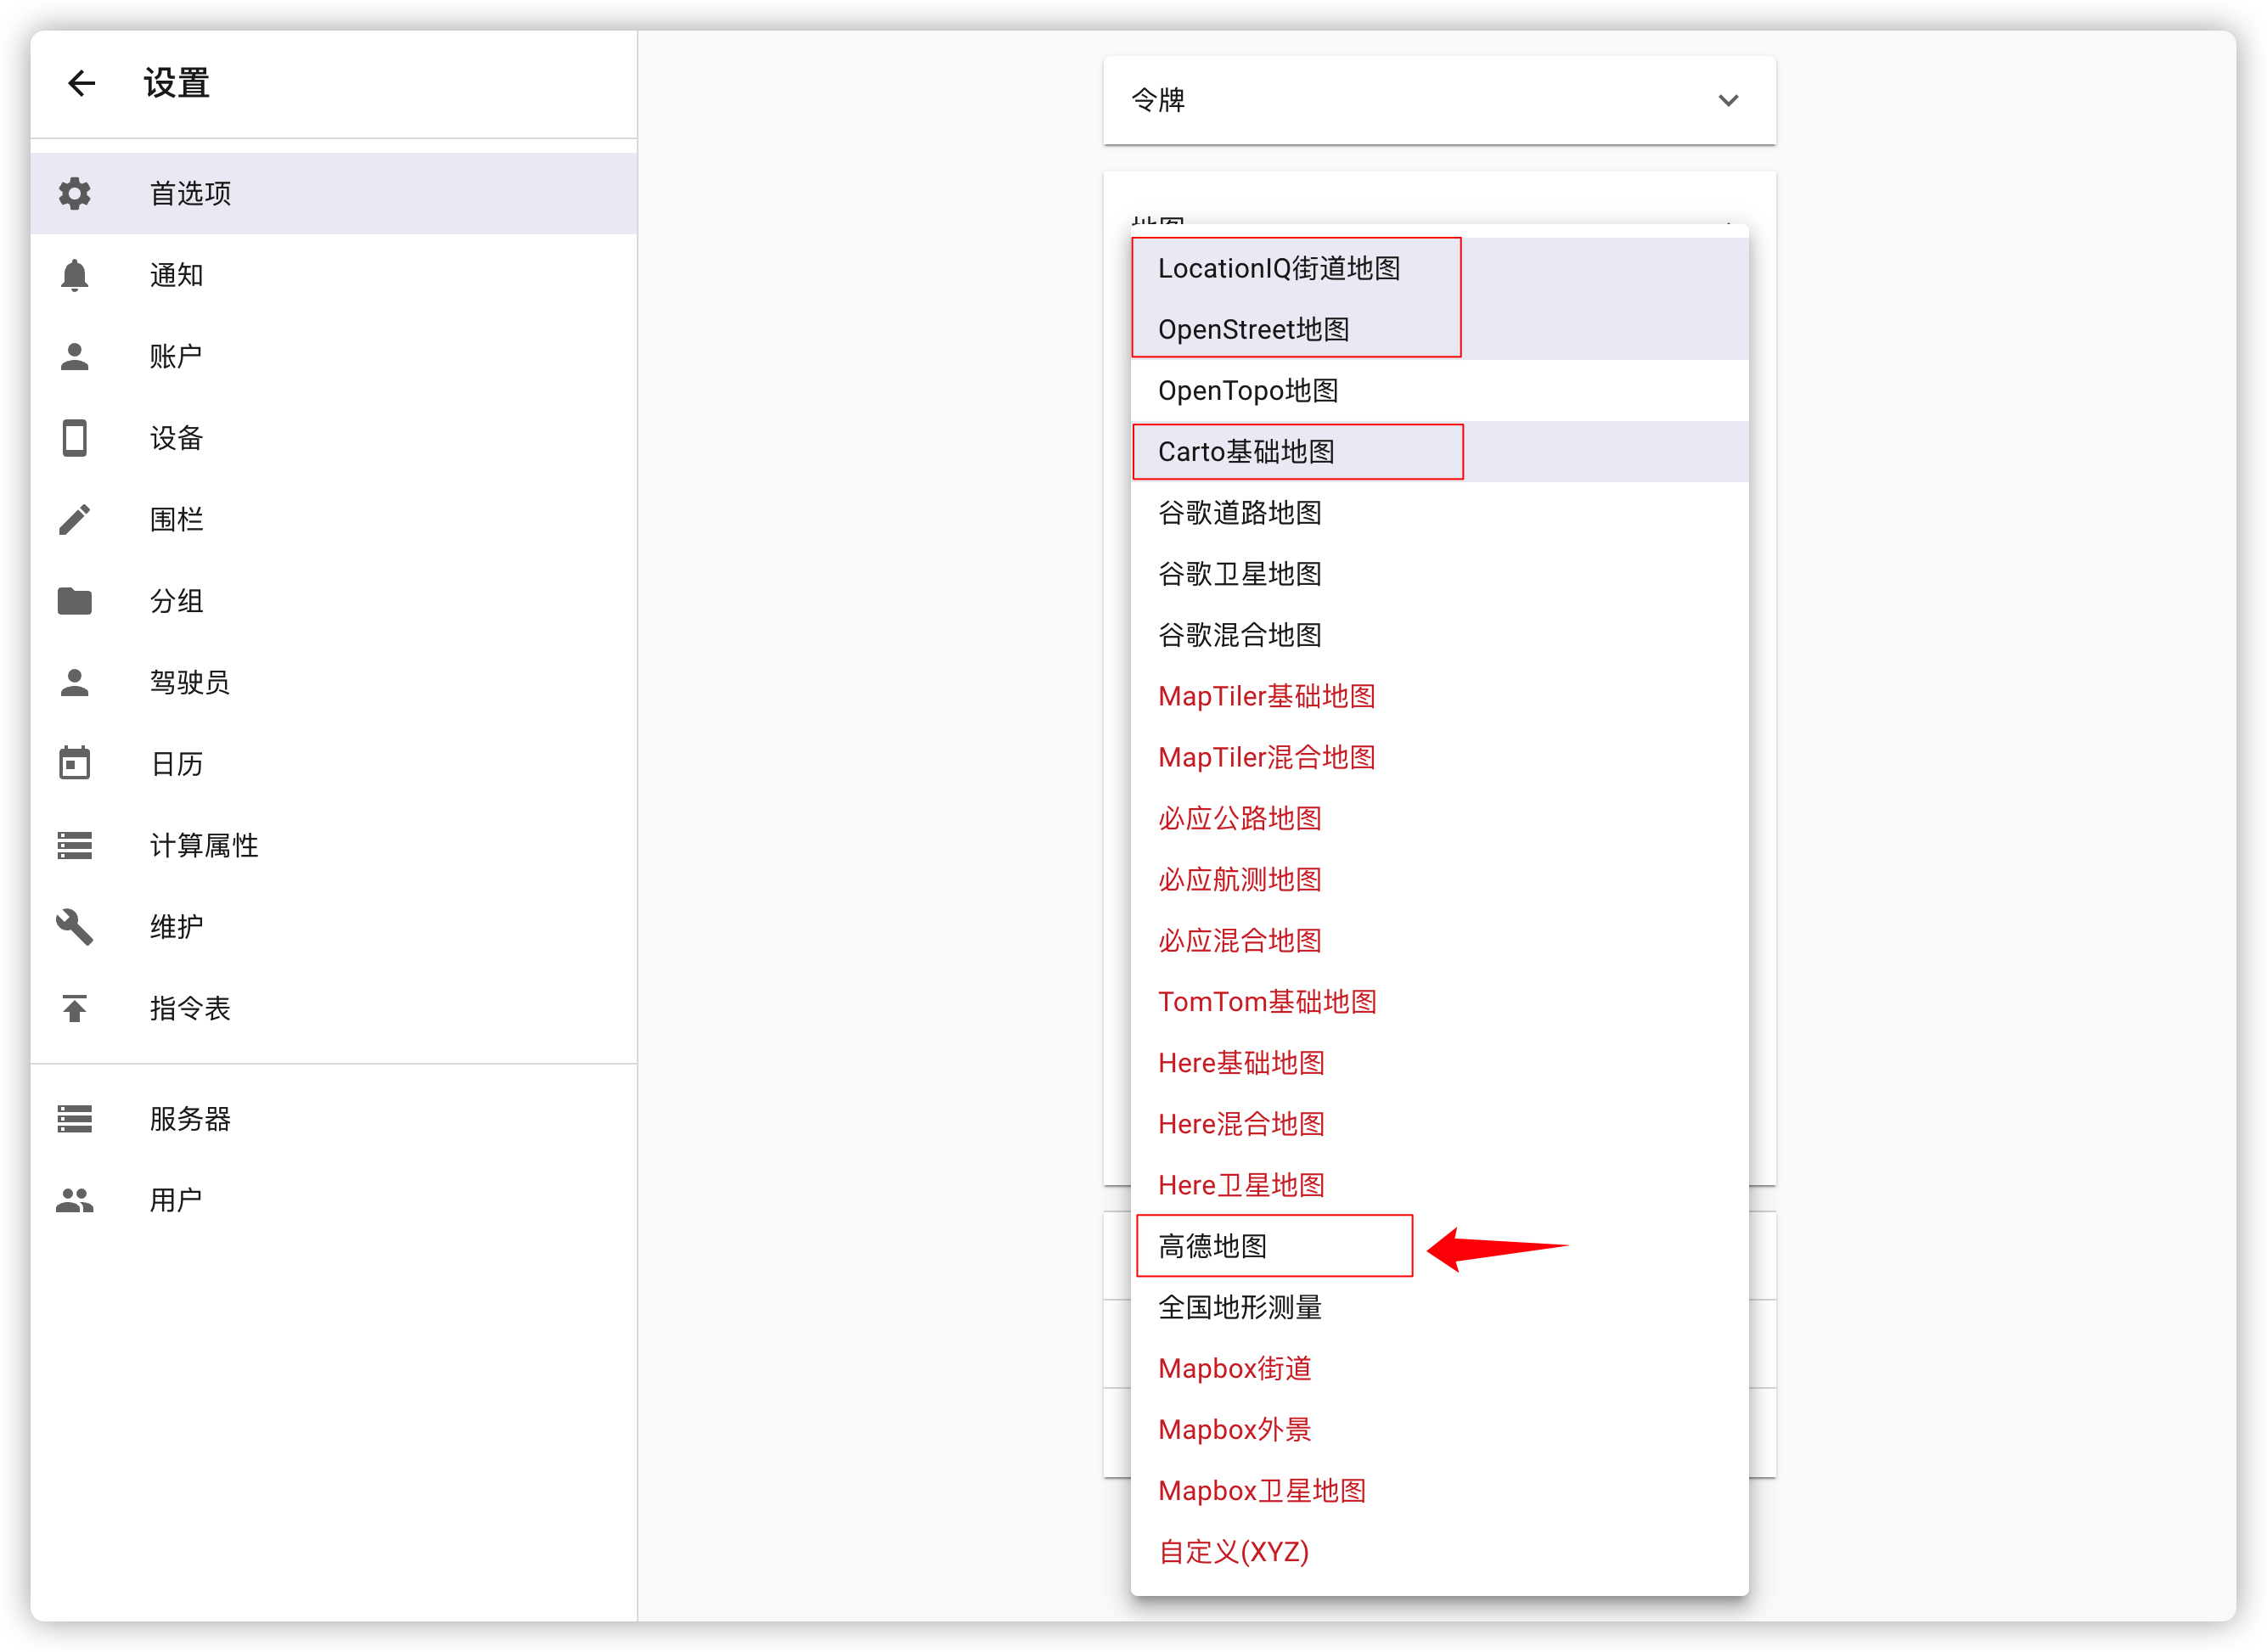 设置
首选项
通知
账户
设备
围栏
分组
驾驶员
日历
计算属性
维护
指令表
服务器
用户
令牌
地图
LocationIQ街道地图
OpenStreet地图
OpenTopo地图
Carto基础地图
谷歌道路地图
谷歌卫星地图
谷歌混合地图
MapTiler基础地图
MapTiler混合地图
必应公路地图
必应航测地图
必应混合地图
TomTom基础地图
Here基础地图
Here混合地图
Here卫星地图
高德地图
全国地形测量
Mapbox街道
Mapbox外景
Mapbox卫星地图
自定义(XYZ)